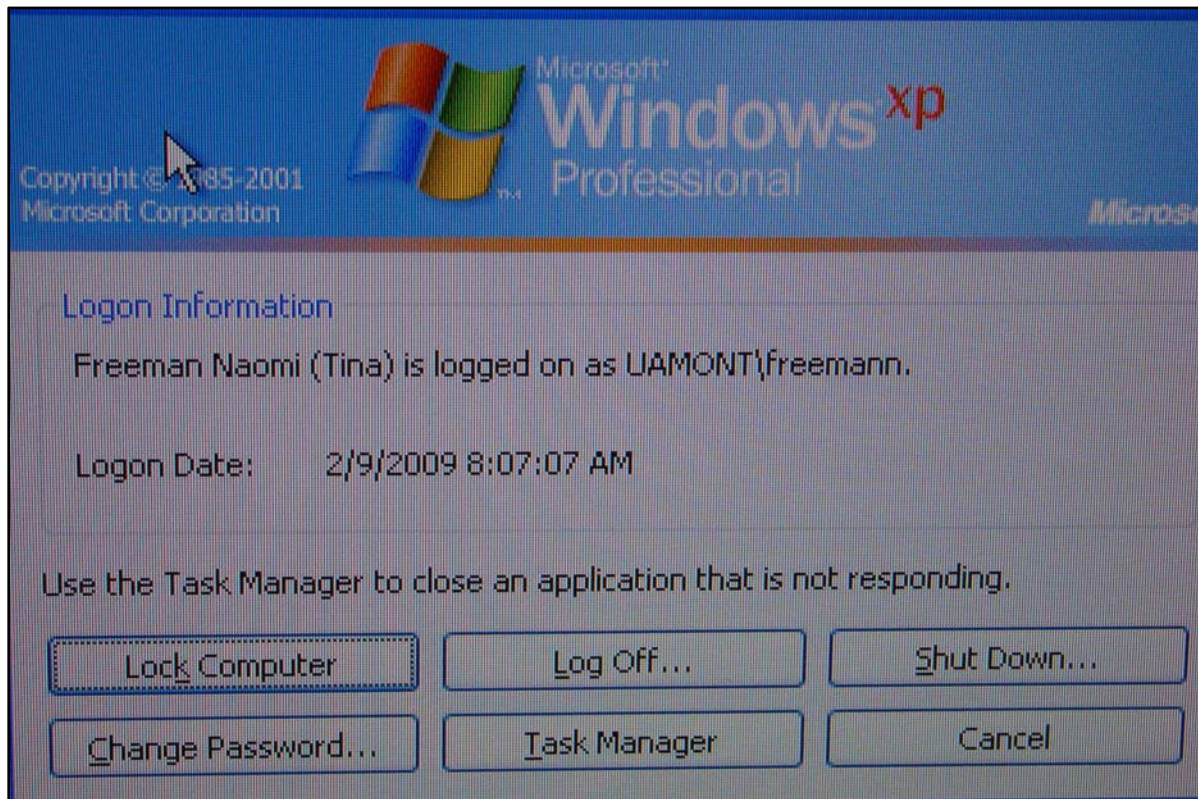 Microsoft®
Windows xp
Professional
TM
Copyright © 1985-2001
Microsoft Corporation
Logon Information
Freeman Naomi (Tina) is logged on as UAMONT\freemann.
Logon Date: 2/9/2009 8:07:07 AM
Use the Task Manager to close an application that is not responding.
Lock Computer Log Off... Shut Down...
Change Password... Task Manager Cancel